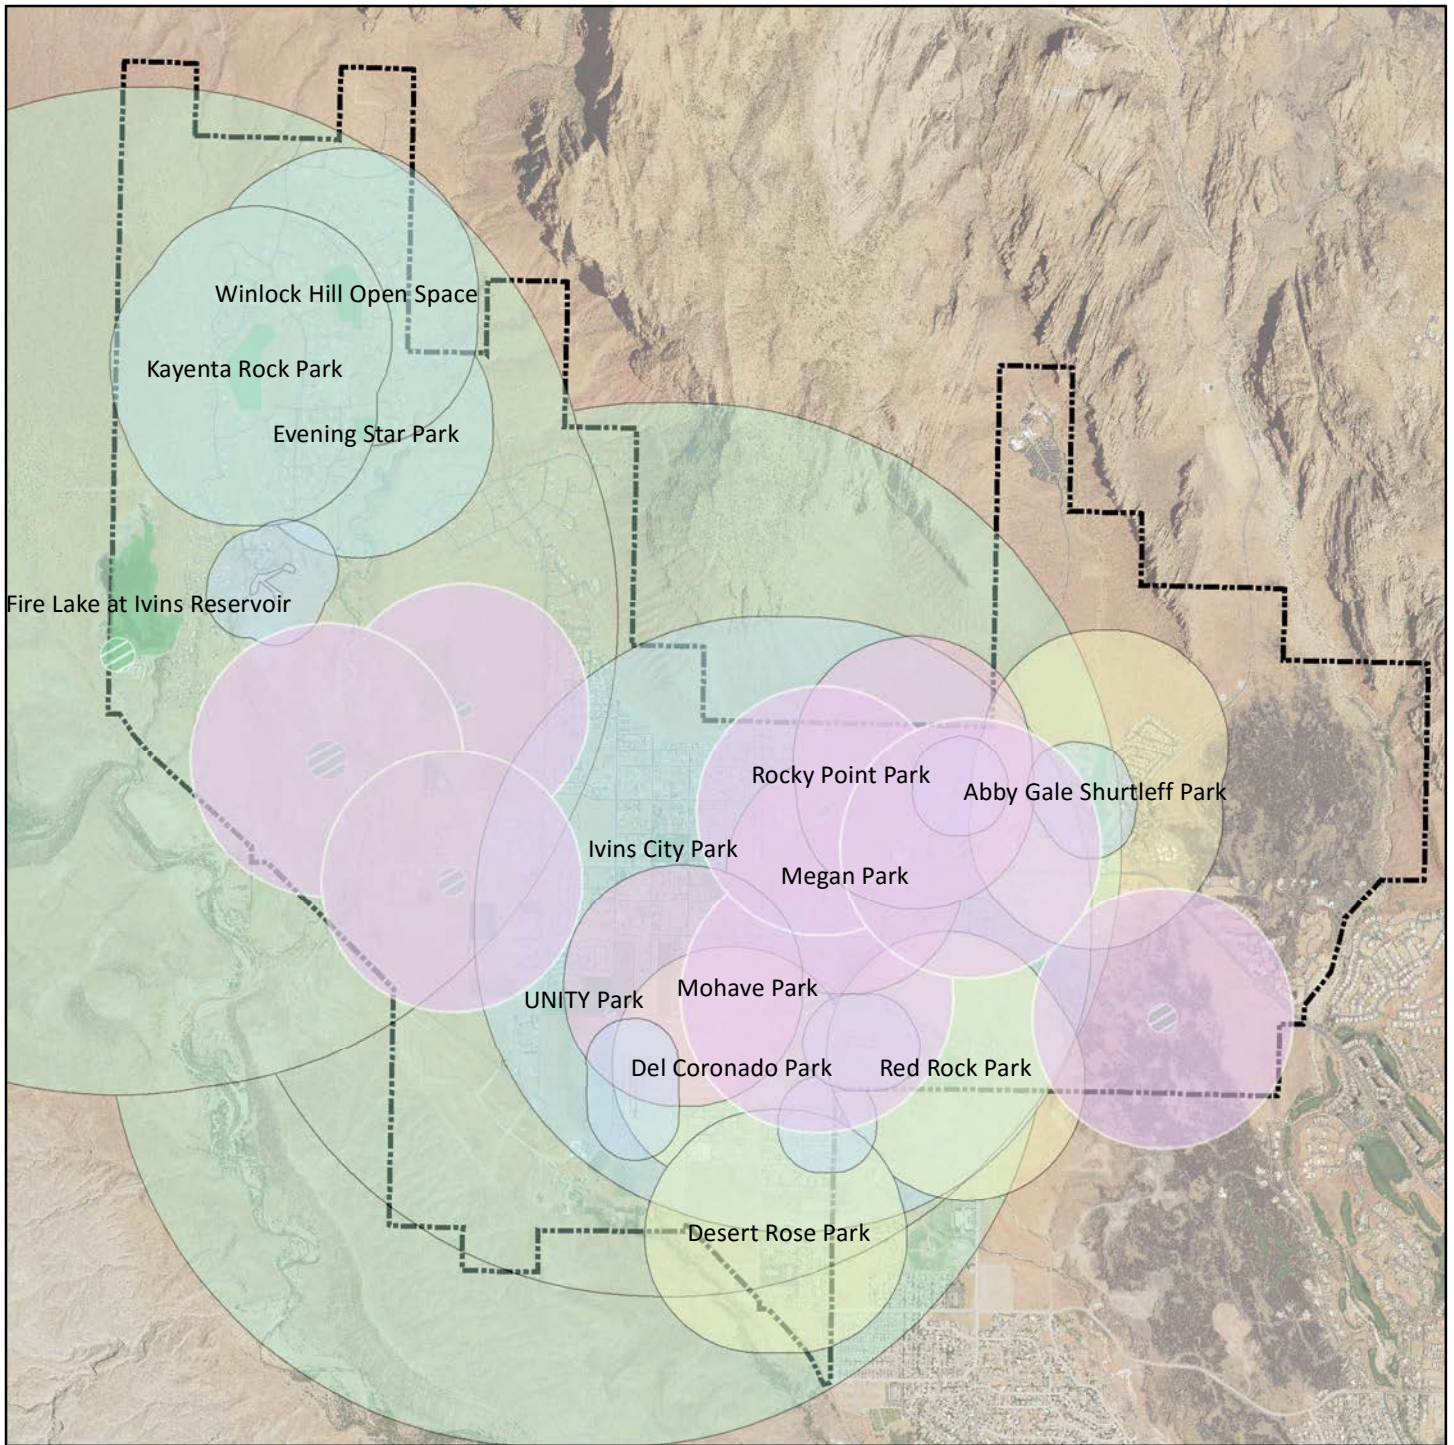 Winlock Hill Open Space
Kayenta Rock Park
Evening Star Park
Fire Lake at Ivins Reservoir
Rocky Point Park
Abby Gale Shurtleff Park
Ivins City Park
Megan Park
Mohave Park
UNITY Park
Del Coronado Park
Red Rock Park
Desert Rose Park